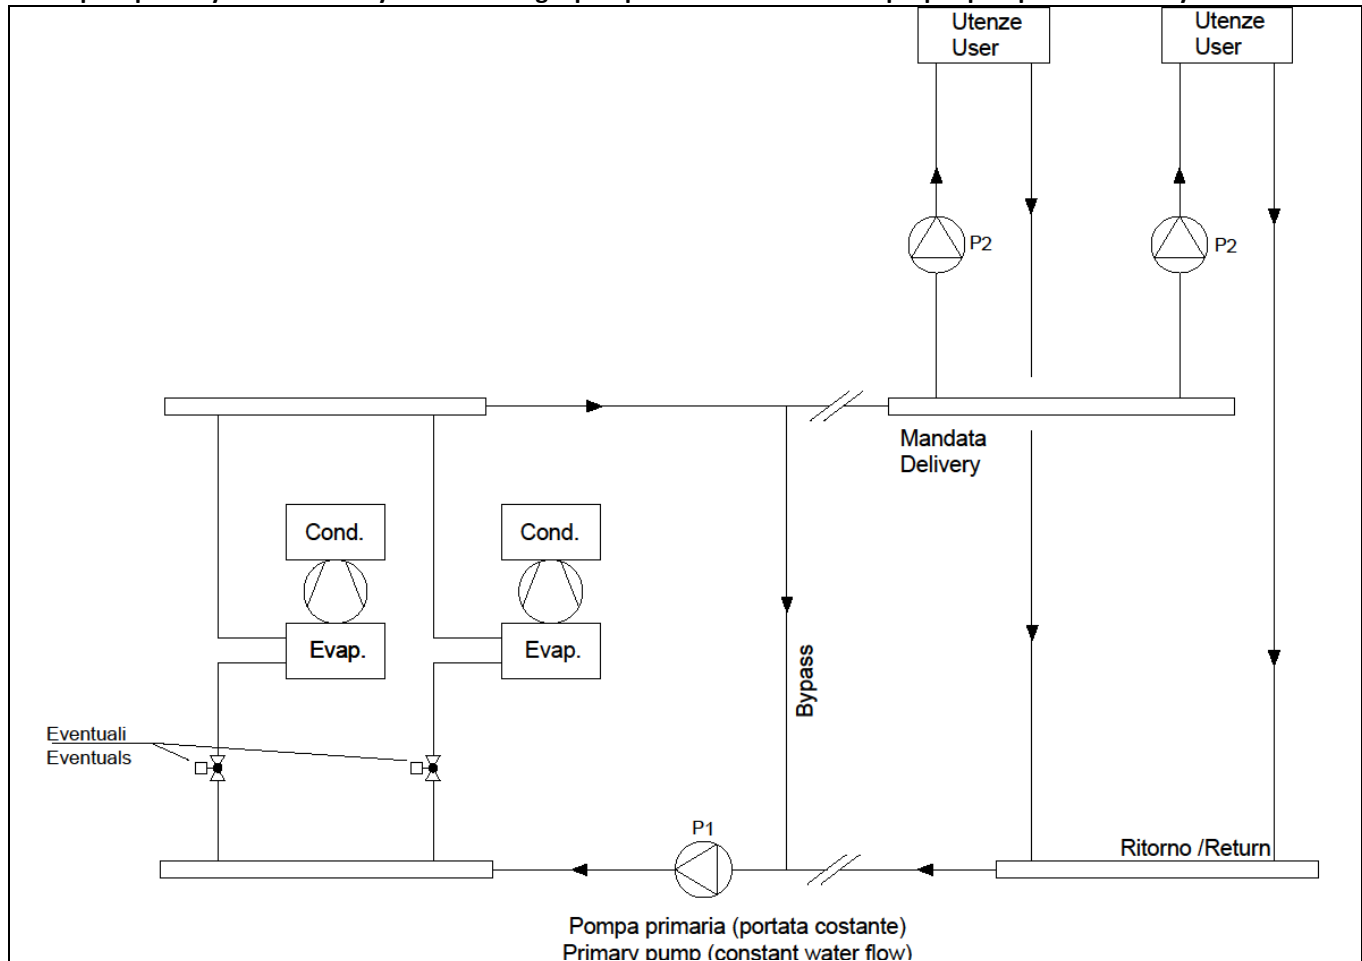 Utenze
User
Utenze
User
P2
P2
Mandata
Delivery
Cond.
Cond.
Evap.
Evap.
Bypass
Eventuali
Eventuals
P1
Ritorno /Return
Pompa primaria (portata costante)
Primary pump (constant water flow)